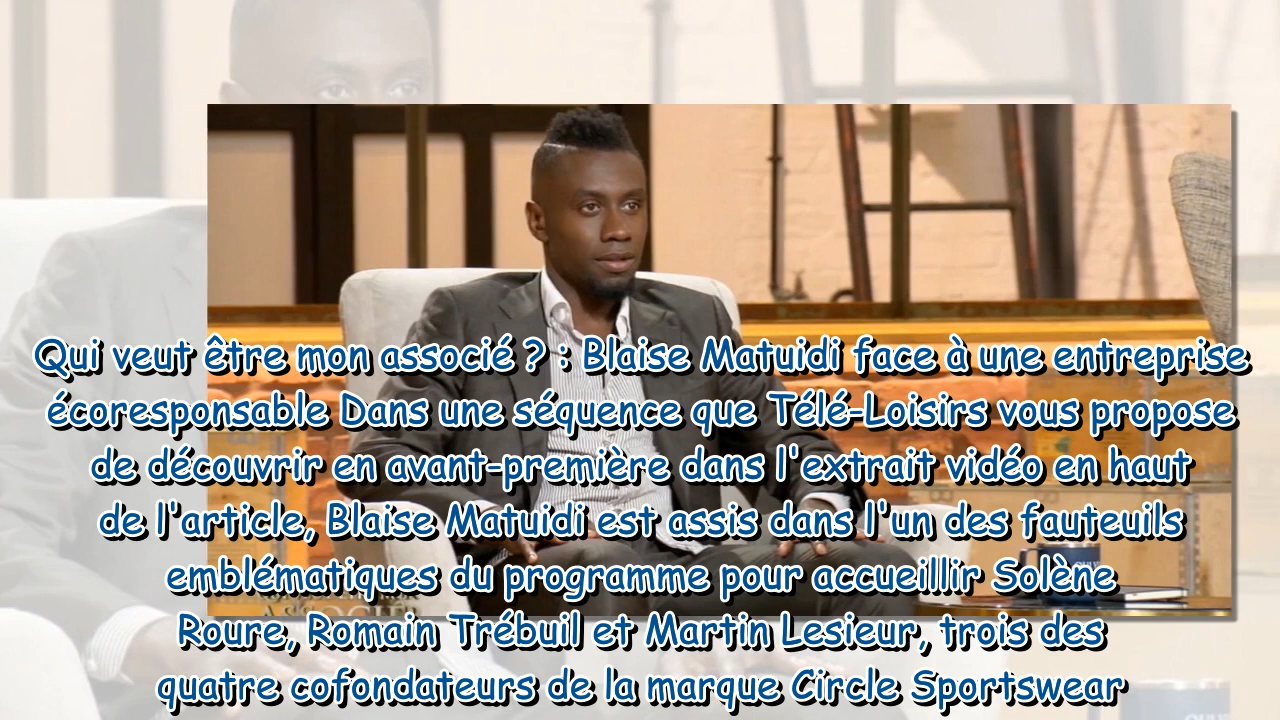 Qui veut être mon associé ? : Blaise Matuidi face à une entreprise
écoresponsable Dans une séquence que Télé-Loisirs vous propose
de découvrir en avant-première dans l'extrait vidéo en haut
de l'article, Blaise Matuidi est assis dans l'un des fauteuils
emblématiques du programme pour accueillir Solène
ASSOCIÉ
Roure, Romain Trébuil et Martin Lesieur, trois des
quatre cofondateurs de la marque Circle Sportswear